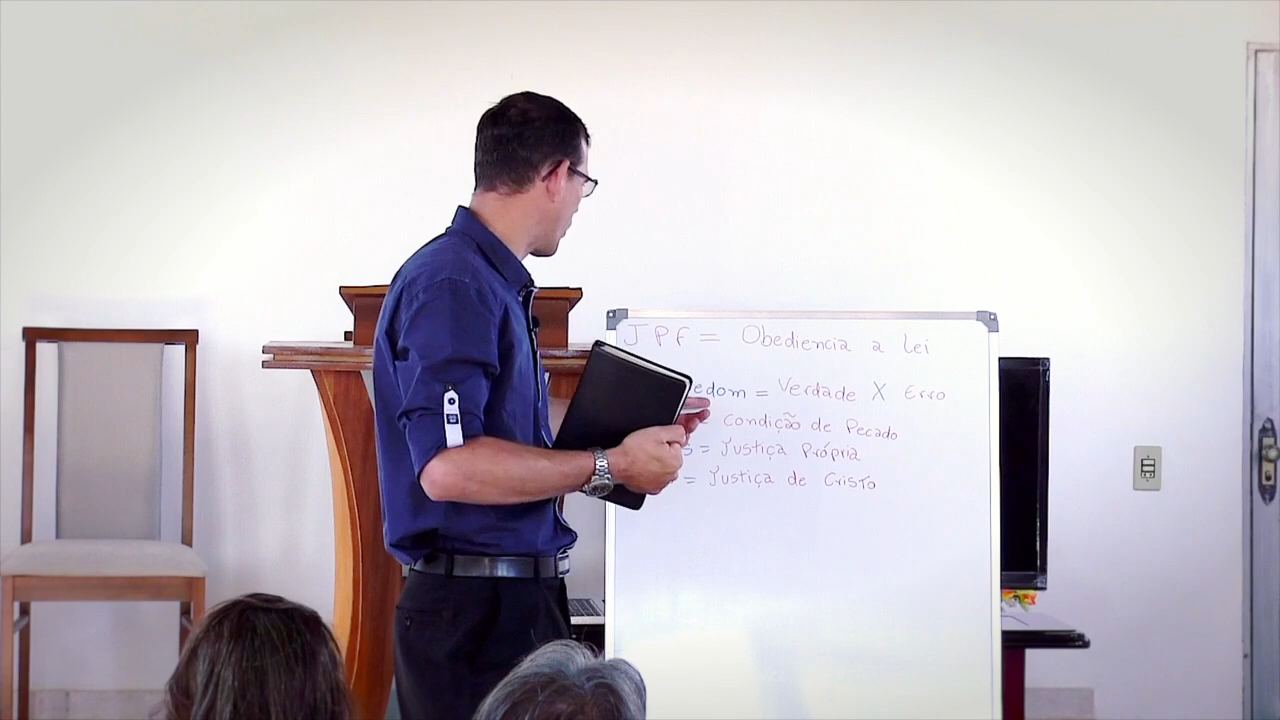 JPF = Obediencia a Lei
edom = Verdade X Erro
Condição de Pecado
s = Justiça Própria
= Justiça de Cristo